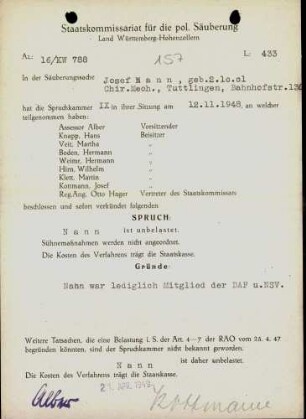 Staatskommissariat für die pol. Säuberung
Land Württemberg-Hohenzollern
Az: 16/KW 788
157
L. 433
In der Säuberungssache Josef Nann, geb.2.10.01
Chir.Mech., Tuttlingen, Bahnhofstr.
hat die Spruchkammer IX in ihrer Sitzung am 12.11.1948, an welcher
teilgenommen haben:
Assessor Alber Vorsitzender
Knapp, Hans Beisitzer
Veit, Martha "
Boden, Hermann "
Weimer, Hermann "
Hirn, Wilhelm "
Klett, Martin "
Kottmann, Josef "
Reg.Ang. Otto Hager Vertreter des Staatskommissars
beschlossen und sofort verkündet folgenden
SPRUCH:
Nann
ist unbelastet.
Sühnemaßnahmen werden nicht angeordnet.
Die Kosten des Verfahrens trägt die Staatskasse.
Gründe:
Nann war lediglich Mitglied der DAF u.NSV.
Weitere Tatsachen, die eine Belastung i. S. der Art. 4–7 der RAO vom 28. 4. 47
begründen könnten, sind der Spruchkammer nicht bekannt geworden.
Nann ist daher unbelastet.
Die Kosten des Verfahrens trägt die Staatskasse.
Alber
Kottmann